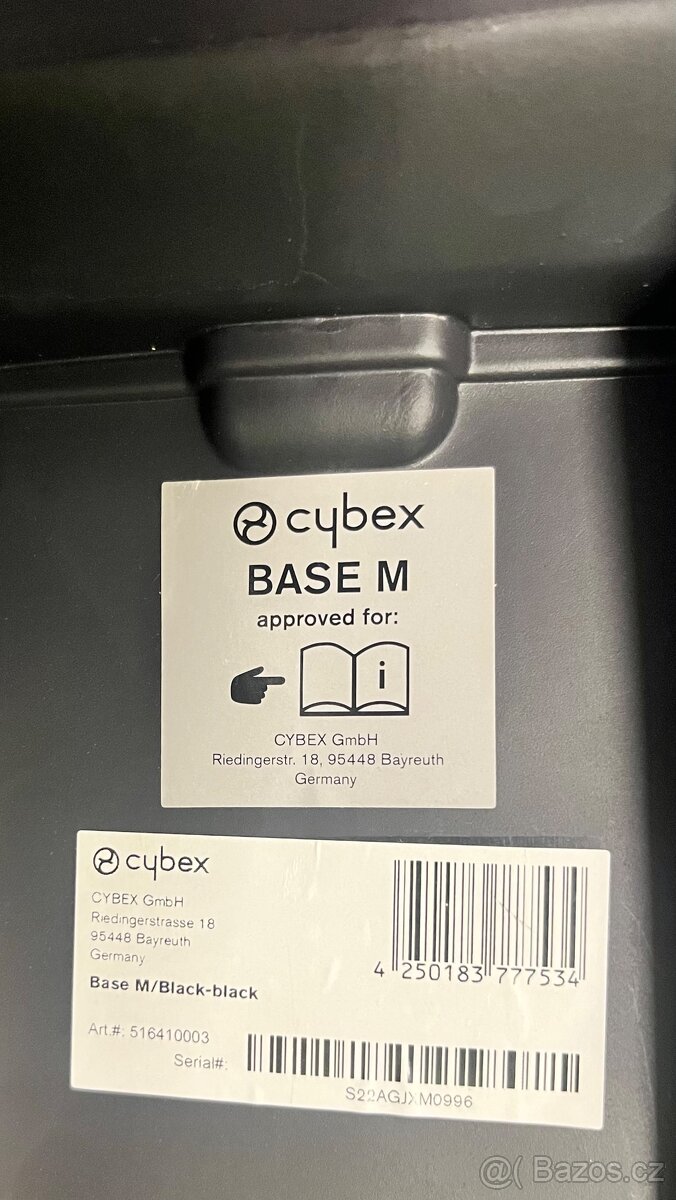 cybex
BASE M
approved for:
i
CYBEX GmbH
Riedingerstr. 18, 95448 Bayreuth
Germany
cybex
CYBEX GmbH
Riedingerstrasse 18
95448 Bayreuth
Germany
Base M/Black-black
4 250183 777534
Art.#: 516410003
Serial#:
S22AGJXM0996
@( Bazos.cz